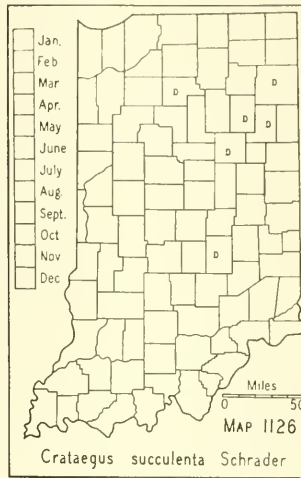 Jan.
Feb
Mar
Apr.
May
June
July
Aug.
Sept.
Oct
Nov
Dec
D
D
D
D
D
D
Miles
0 50
MAP 1126
Crataegus succulenta Schrader